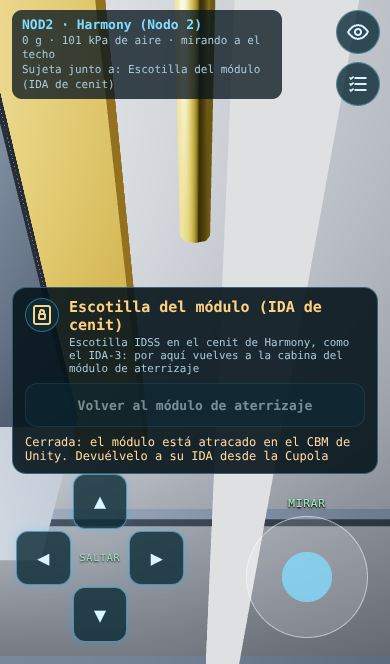 NOD2 · Harmony (Nodo 2)
0 g · 101 kPa de aire · mirando a el
techo
Sujeta junto a: Escotilla del módulo
(IDA de cenit)
Escotilla del módulo (IDA de
cenit)
Escotilla IDSS en el cenit de Harmony, como
el IDA-3: por aquí vuelves a la cabina del
módulo de aterrizaje
Volver al módulo de aterrizaje
Cerrada: el módulo está atracado en el CBM de
Unity. Devuélvelo a su IDA desde la Cupola
MIRAR
SALTAR